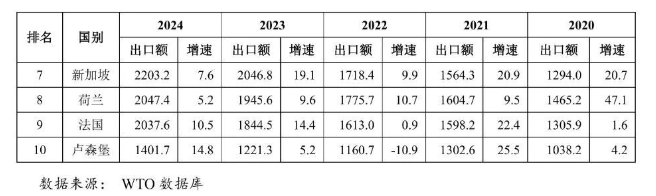 排名 国别 2024 2023 2022 2021 2020
出口额 增速 出口额 增速 出口额 增速 出口额 增速 出口额 增速
7 新加坡 2203.2 7.6 2046.8 19.1 1718.4 9.9 1564.3 20.9 1294.0 20.7
8 荷兰 2047.4 5.2 1945.6 9.6 1775.7 10.7 1604.7 9.5 1465.2 47.1
9 法国 2037.6 10.5 1844.5 14.4 1613.0 0.9 1598.2 22.4 1305.9 1.6
10 卢森堡 1401.7 14.8 1221.3 5.2 1160.7 -10.9 1302.6 25.5 1038.2 4.2
数据来源： WTO 数据库